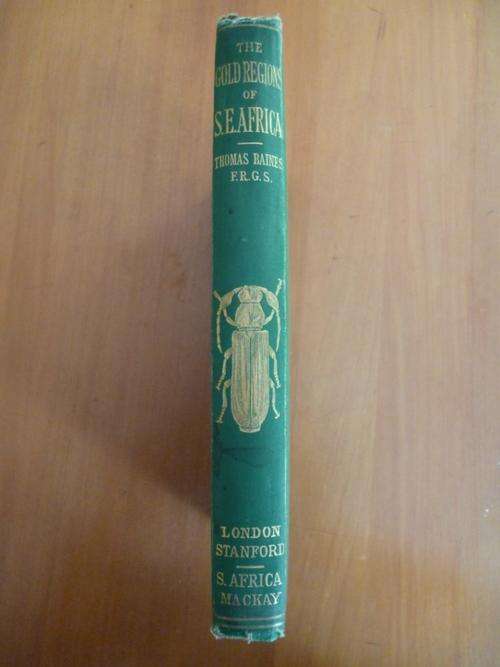 THE
GOLD REGIONS
OF
S.E. AFRICA
THOMAS BAINES
F.R.G.S.
LONDON
STANFORD
S. AFRICA
MACKAY